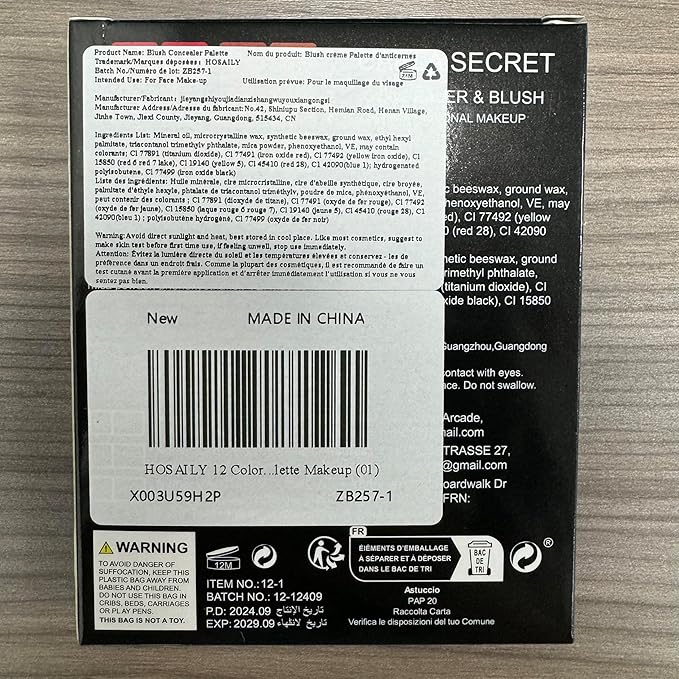 Product Name: Blush Concealer Palette
Nom du produit: Blush crème Palette d'anticernes
Trademark/Marques déposées: HOSAILY
Batch No./Numéro de lot: ZB257-1
Intended Use: For Face Make-up
Utilisation prévue: Pour le maquillage du visage
24M
Manufacturer/Fabricant: jieyangshiyoujiadianzishangwuyouxiangongsi
Manufacturer Address/Adresse du fabricant: No.42, Shiniupu Section, Hemian Road, Henan Village,
Jinhe Town, Jiexi County, Jieyang, Guangdong, 515434, CN
Ingredients List: Mineral oil, microcrystalline wax, synthetic beeswax, ground wax, ethyl hexyl
palmitate, triacontanol trimethylv phthalate, mica powder, phenoxyethanol, VE, may contain
colorants; CI 77891 (titanium dioxide), CI 77491 (iron oxide red), CI 77492 (yellow iron oxide), CI
15850 (red 6 red 7 lake), CI 19140 (yellow 5), CI 45410 (red 28), CI 42090(blue 1); hydrogenated
polyisobutene, CI 77499 (iron oxide black)
Liste des ingrédients: Huile minérale, cire microcristalline, cire d'abeille synthétique, cire broyée,
palmitate d'éthyle hexyle, phtalate de triacontanol triméthyle, poudre de mica, phénoxyéthanol, VE,
peut contenir des colorants ; CI 77891 (dioxyde de titane), CI 77491 (oxyde de fer rouge), CI 77492
(oxyde de fer jaune), CI 15850 (laque rouge 6 rouge 7), CI 19140 (jaune 5), CI 45410 (rouge 28), CI
42090(bleu 1) ; polyisobutène hydrogéné, CI 77499 (oxyde de fer noir)
Warning: Avoid direct sunlight and heat, best stored in cool place. Like most cosmetics, suggest to
make skin test before first time use, if feeling unwell, stop use immediately.
Attention: Évitez la lumière directe du soleil et les températures élevées et conservez - les de
préférence dans un endroit frais. Comme la plupart des cosmétiques, il est recommandé de faire un
test cutané avant la première application et d'arrêter immédiatement l'utilisation si vous ne vous
sentez pas bien.
SECRET
ER & BLUSH
ONAL MAKEUP
ic beeswax, ground wax,
henoxyethanol, VE, may
), CI 77492 (yellow
0 (red 28), CI 42090
thetic beeswax, ground
rimethyl phthalate,
(titanium dioxide), CI
xide black), CI 15850
Guangzhou,Guangdong
contact with eyes.
ce. Do not swallow.
Arcade,
mail.com
STRASSE 27,
@gmail.com
oardwalk Dr
FRN:
New
MADE IN CHINA
HOSAILY 12 Color...lette Makeup (01)
X003U59H2P
ZB257-1
WARNING
TO AVOID DANGER OF
SUFFOCATION, KEEP THIS
PLASTIC BAG AWAY FROM
BABIES AND CHILDREN.
DO NOT USE THIS BAG IN
CRIBS, BEDS, CARRIAGES
OR PLAY PENS.
THIS BAG IS NOT A TOY.
12M
ITEM NO.: 12-1
BATCH NO.: 12-12409
P.D: 2024.09 تاريخ الإنتاج
EXP: 2029.09 تاريخ لانتهاء
FR
ÉLÉMENTS D'EMBALLAGE
À SÉPARER ET À DÉPOSER
DANS LE BAC DE TRI
BAC
DE
TRI
Astuccio
PAP 20
Raccolta Carta
Verifica le disposizioni del tuo Comune
®